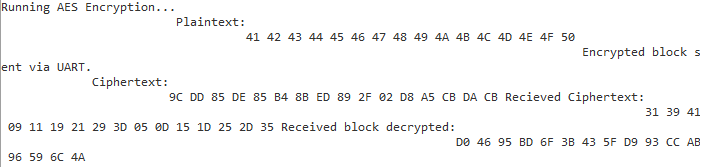 Running AES Encryption...
Plaintext:
41 42 43 44 45 46 47 48 49 4A 4B 4C 4D 4E 4F 50
Encrypted block s
ent via UART.
Ciphertext:
9C DD 85 DE 85 B4 8B ED 89 2F 02 D8 A5 CB DA CB Recieved Ciphertext:
31 39 41
09 11 19 21 29 3D 05 0D 15 1D 25 2D 35 Received block decrypted:
D0 46 95 BD 6F 3B 43 5F D9 93 CC AB
96 59 6C 4A